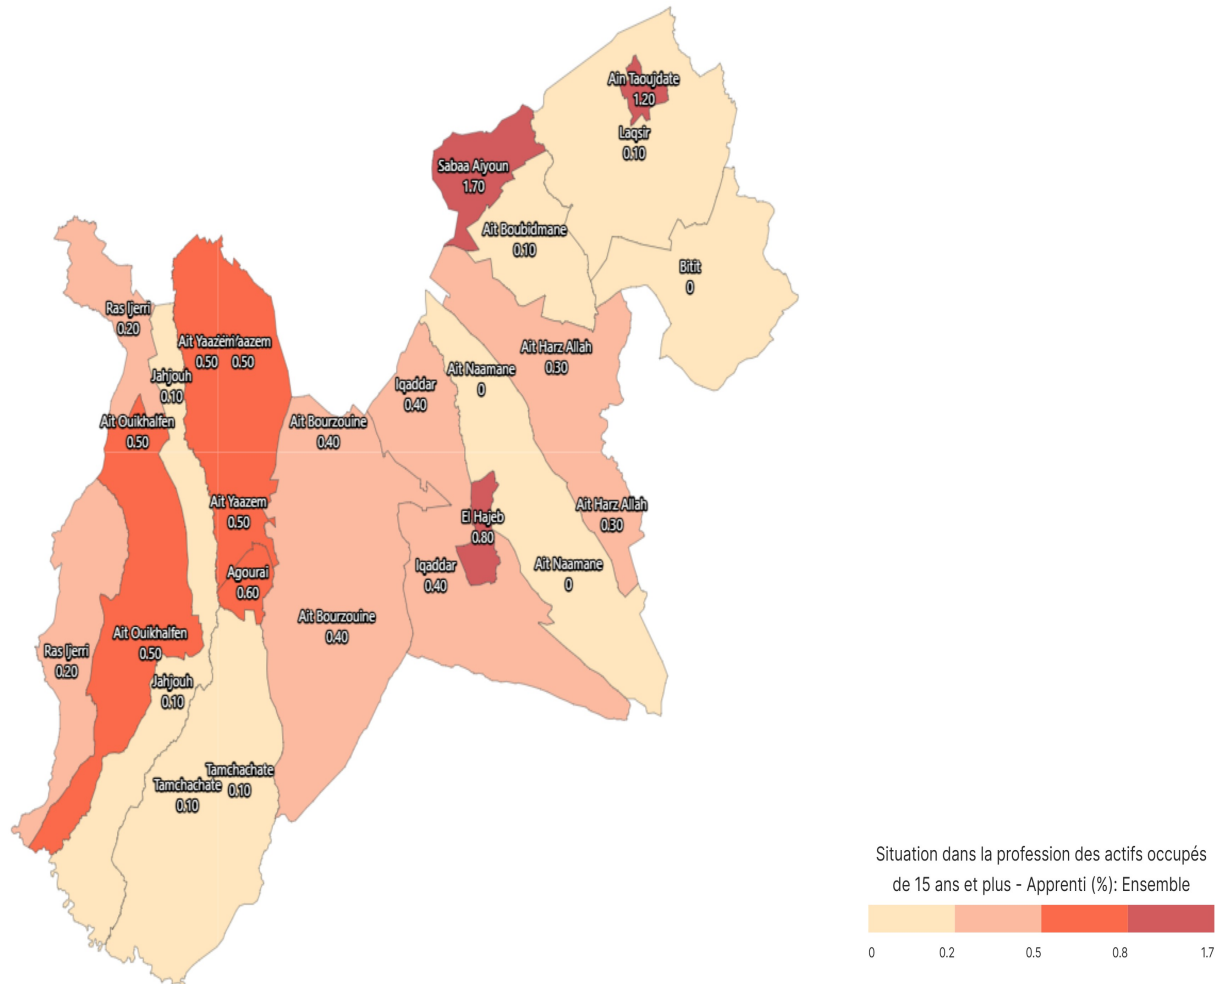 Ain Taoujdate
1.20
Laqsir
0.10
Sabaa Aiyoun
1.70
Ait Boubidmane
0.10
Bitit
0
Ras Ijerri
0.20
Ait Yaazem
0.50
aazem
0.50
Jahjouh
0.10
Ait Harz Allah
0.30
Ait Naamane
0
Iqaddar
0.40
Ait Ouikhalfen
0.50
Ait Bourzouine
0.40
Ait Yaazem
0.50
El Hajeb
0.80
Ait Harz Allah
0.30
Agourai
0.60
Iqaddar
0.40
Ait Naamane
0
Ait Bourzouine
0.40
Ait Ouikhalfen
0.50
Ras Ijerri
0.20
Jahjouh
0.10
Tamchachate
0.10
Tamchachate
0.10
Situation dans la profession des actifs occupés
de 15 ans et plus - Apprenti (%): Ensemble
0 0.2 0.5 0.8 1.7